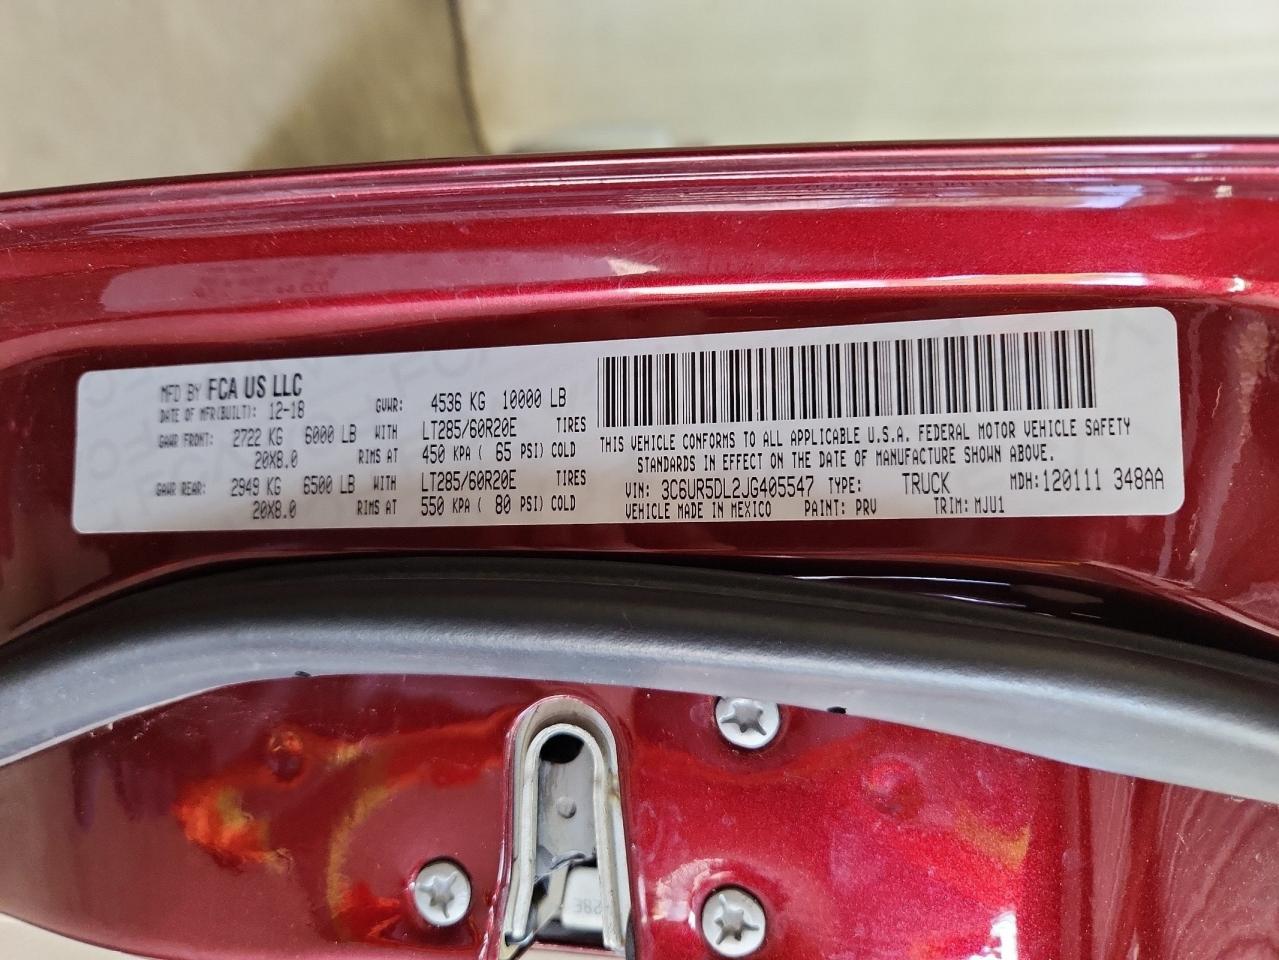 MFD BY FCA US LLC
DATE OF MFR(BUILT): 12-18 GVWR: 4536 KG 10000 LB
GAWR FRONT: 2722 KG 6000 LB WITH LT285/60R20E TIRES
20X8.0 RIMS AT 450 KPA ( 65 PSI) COLD
GAWR REAR: 2949 KG 6500 LB WITH LT285/60R20E TIRES
20X8.0 RIMS AT 550 KPA ( 80 PSI) COLD
THIS VEHICLE CONFORMS TO ALL APPLICABLE U.S.A. FEDERAL MOTOR VEHICLE SAFETY
STANDARDS IN EFFECT ON THE DATE OF MANUFACTURE SHOWN ABOVE.
VIN: 3C6UR5DL2JG405547 TYPE: TRUCK MDH: 120111 348AA
VEHICLE MADE IN MEXICO PAINT: PRV TRIM: MJU1